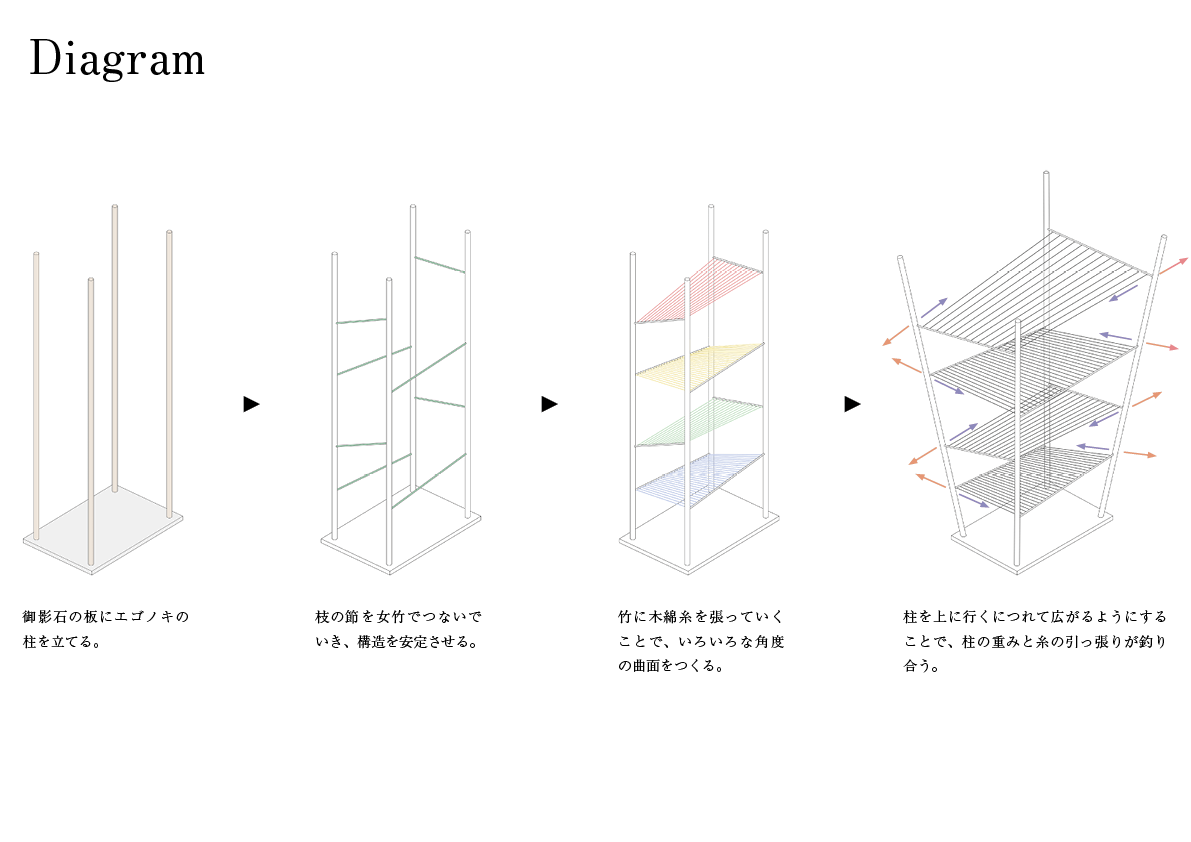 Diagram
御影石の板にエゴノキの
柱を立てる。
枝の節を女竹でつないで
いき、構造を安定させる。
竹に木綿糸を張っていく
ことで、いろいろな角度
の曲面をつくる。
柱を上に行くにつれて広がるようにする
ことで、柱の重みと糸の引っ張りが釣り
合う。